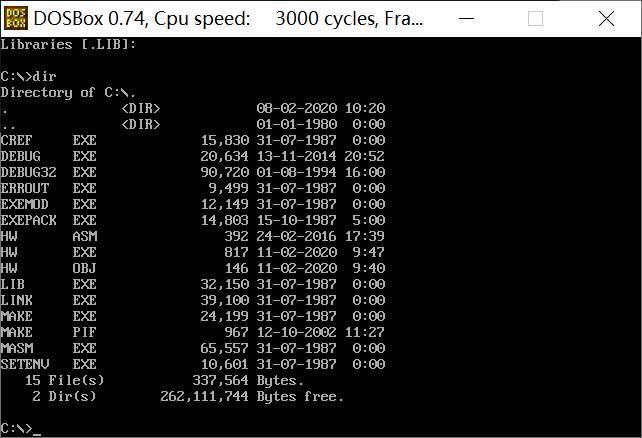 DOS BOX DOSBox 0.74, Cpu speed: 3000 cycles, Fra...
Libraries [.LIB]:
C:\>dir
Directory of C:\.
. <DIR> 08-02-2020 10:20
.. <DIR> 01-01-1980 0:00
CREF EXE 15,830 31-07-1987 0:00
DEBUG EXE 20,634 13-11-2014 20:52
DEBUG32 EXE 90,720 01-08-1994 16:00
ERROUT EXE 9,499 31-07-1987 0:00
EXEMOD EXE 12,149 31-07-1987 0:00
EXEPACK EXE 14,803 15-10-1987 5:00
HW ASM 392 24-02-2016 17:39
HW EXE 817 11-02-2020 9:47
HW OBJ 146 11-02-2020 9:40
LIB EXE 32,150 31-07-1987 0:00
LINK EXE 39,100 31-07-1987 0:00
MAKE EXE 24,199 31-07-1987 0:00
MAKE PIF 967 12-10-2002 11:27
MASM EXE 65,557 31-07-1987 0:00
SETENV EXE 10,601 31-07-1987 0:00
15 File(s) 337,564 Bytes.
2 Dir(s) 262,111,744 Bytes free.
C:\>_